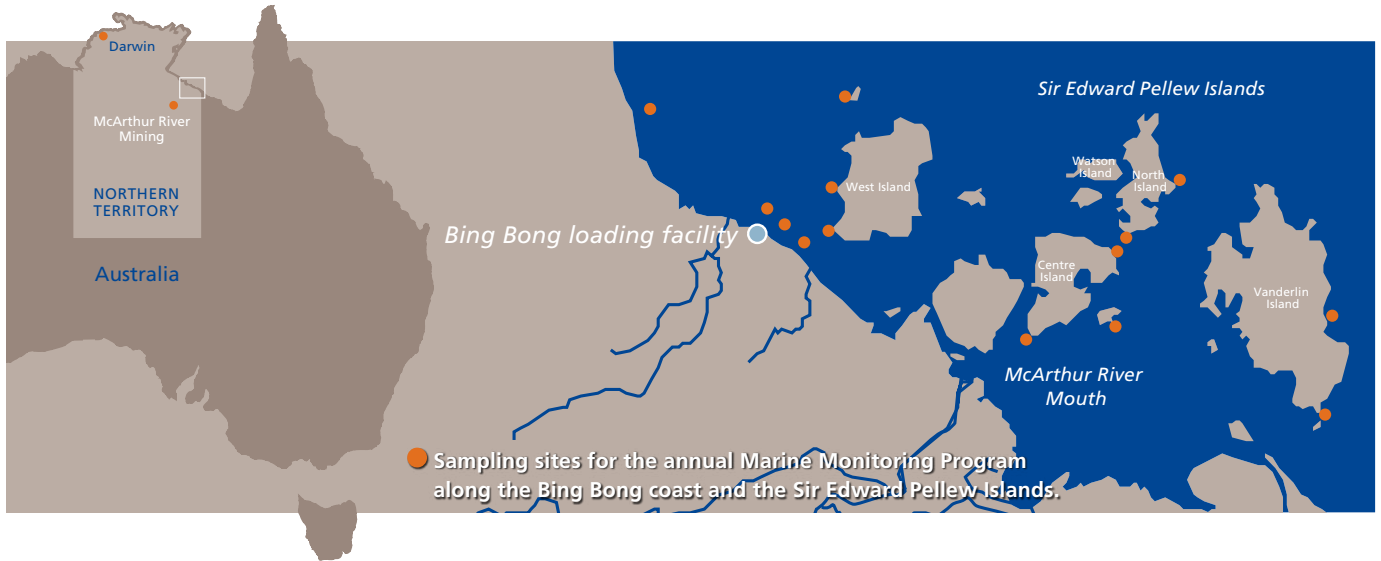 Darwin
McArthur River
Mining
NORTHERN
TERRITORY
Australia
Sir Edward Pellew Islands
Watson
Island
North
Island
West Island
Bing Bong loading facility
Centre
Island
Vanderlin
Island
McArthur River
Mouth
Sampling sites for the annual Marine Monitoring Program
along the Bing Bong coast and the Sir Edward Pellew Islands.